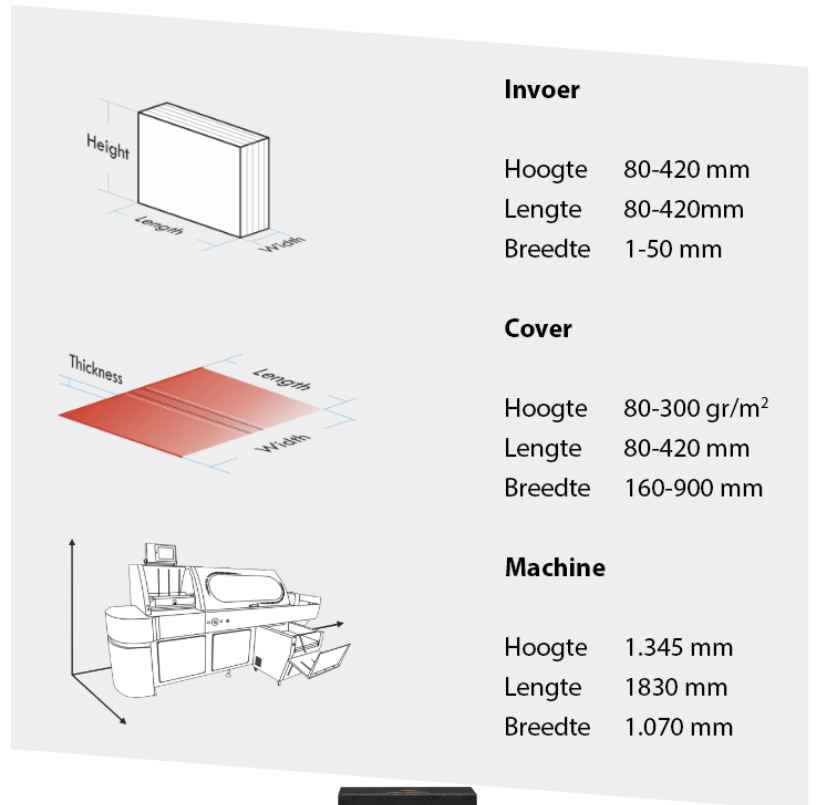 Invoer
Height
Length
Width
Hoogte 80-420 mm
Lengte 80-420mm
Breedte 1-50 mm
Cover
Thickness
Length
Width
Hoogte 80-300 gr/m²
Lengte 80-420 mm
Breedte 160-900 mm
Machine
Hoogte 1.345 mm
Lengte 1830 mm
Breedte 1.070 mm